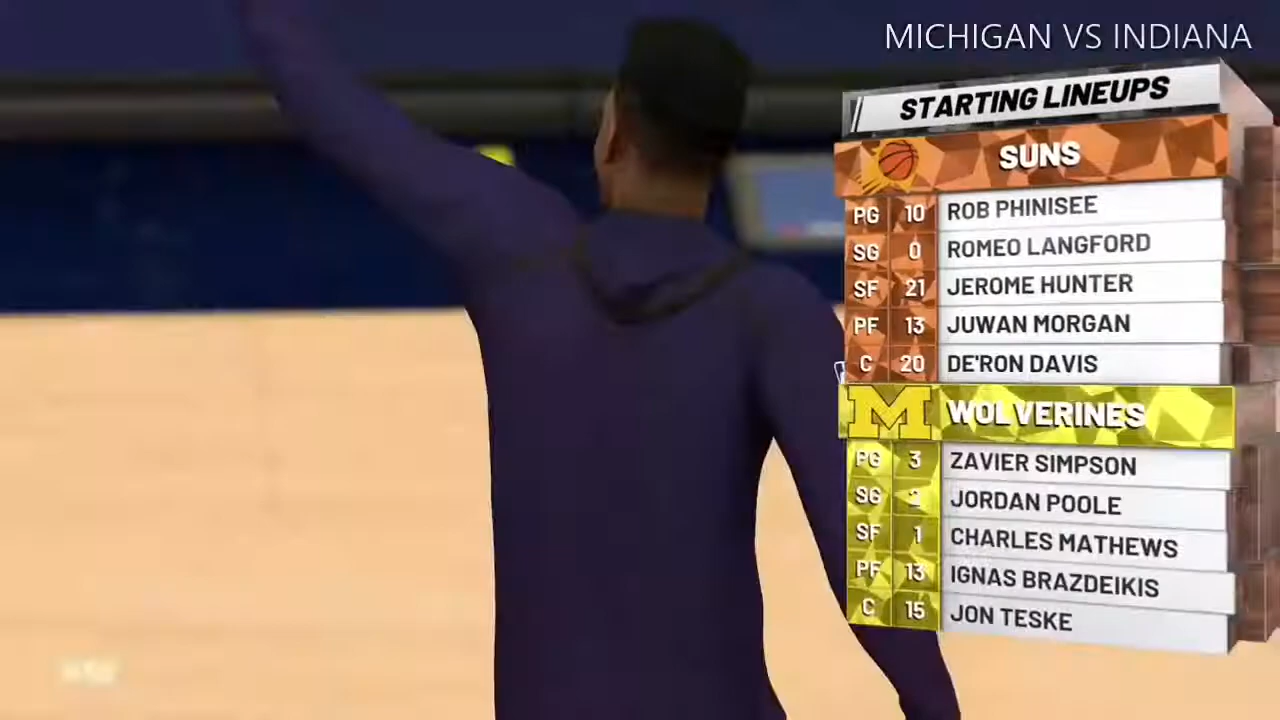 MICHIGAN VS INDIANA
STARTING LINEUPS
SUNS
PG 10 ROB PHINISEE
SG 0 ROMEO LANGFORD
SF 21 JEROME HUNTER
PF 13 JUWAN MORGAN
C 20 DE'RON DAVIS
M WOLVERINES
PG 3 ZAVIER SIMPSON
SG 2 JORDAN POOLE
SF 1 CHARLES MATHEWS
PF 13 IGNAS BRAZDEIKIS
C 15 JON TESKE